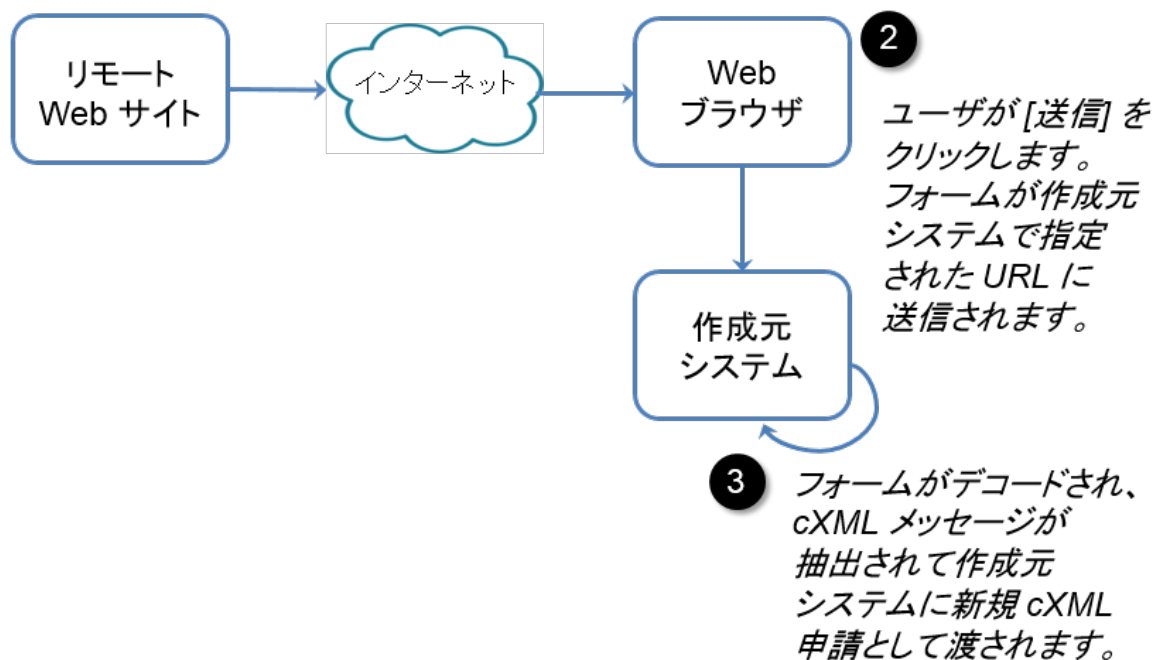 リモート
Web サイト
インターネット
Web
ブラウザ
2
ユーザが [送信] を
クリックします。
フォームが作成元
システムで指定
された URL に
送信されます。
作成元
システム
3
フォームがデコードされ、
cXML メッセージが
抽出されて作成元
システムに新規 cXML
申請として渡されます。